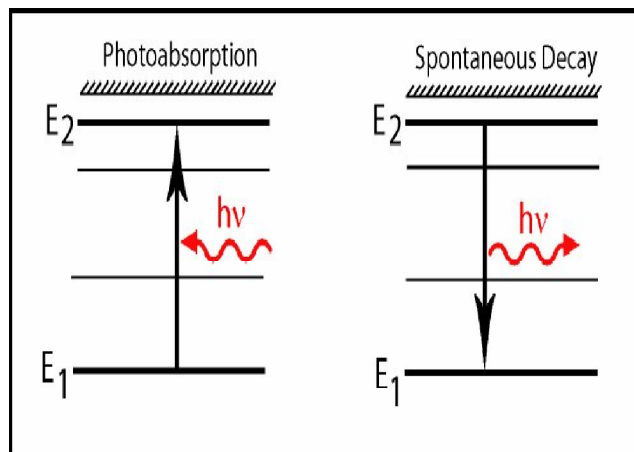 Photoabsorption
E2
hν
E1
Spontaneous Decay
E2
hν
E1